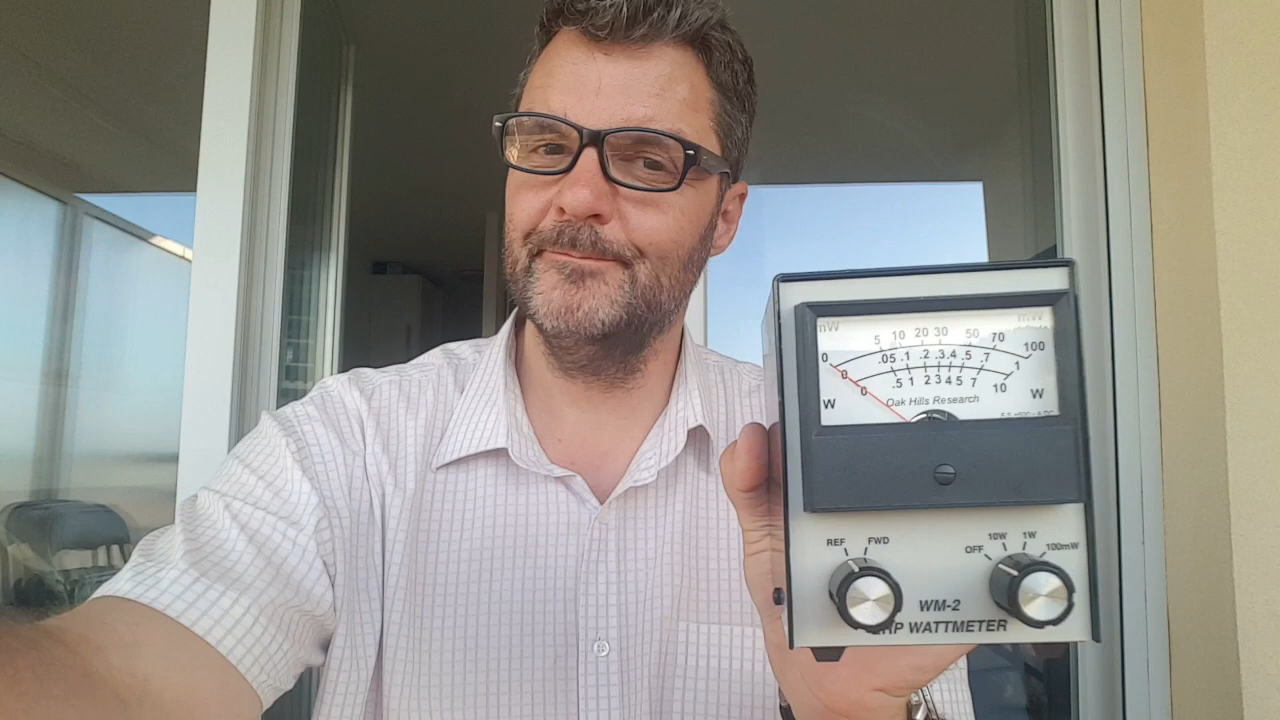 mW
5 10 20 30 50 70 100
0 .05 .1 .2 .3 .4 .5 .7 1
0 .5 1 2 3 4 5 7 10
0
W W
Oak Hills Research
REF FWD
OFF 10W 1W 100mW
WM-2
WATTMETER